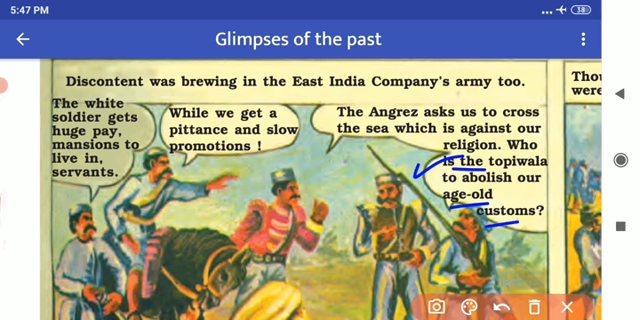 5:47 PM
38
Glimpses of the past
Discontent was brewing in the East India Company's army too.
The white
soldier gets
huge pay,
mansions to
live in,
servants.
While we get a
pittance and slow
promotions !
The Angrez asks us to cross
the sea which is against our
religion. Who
is the topiwala
to abolish our
age-old
customs?
Thou
were